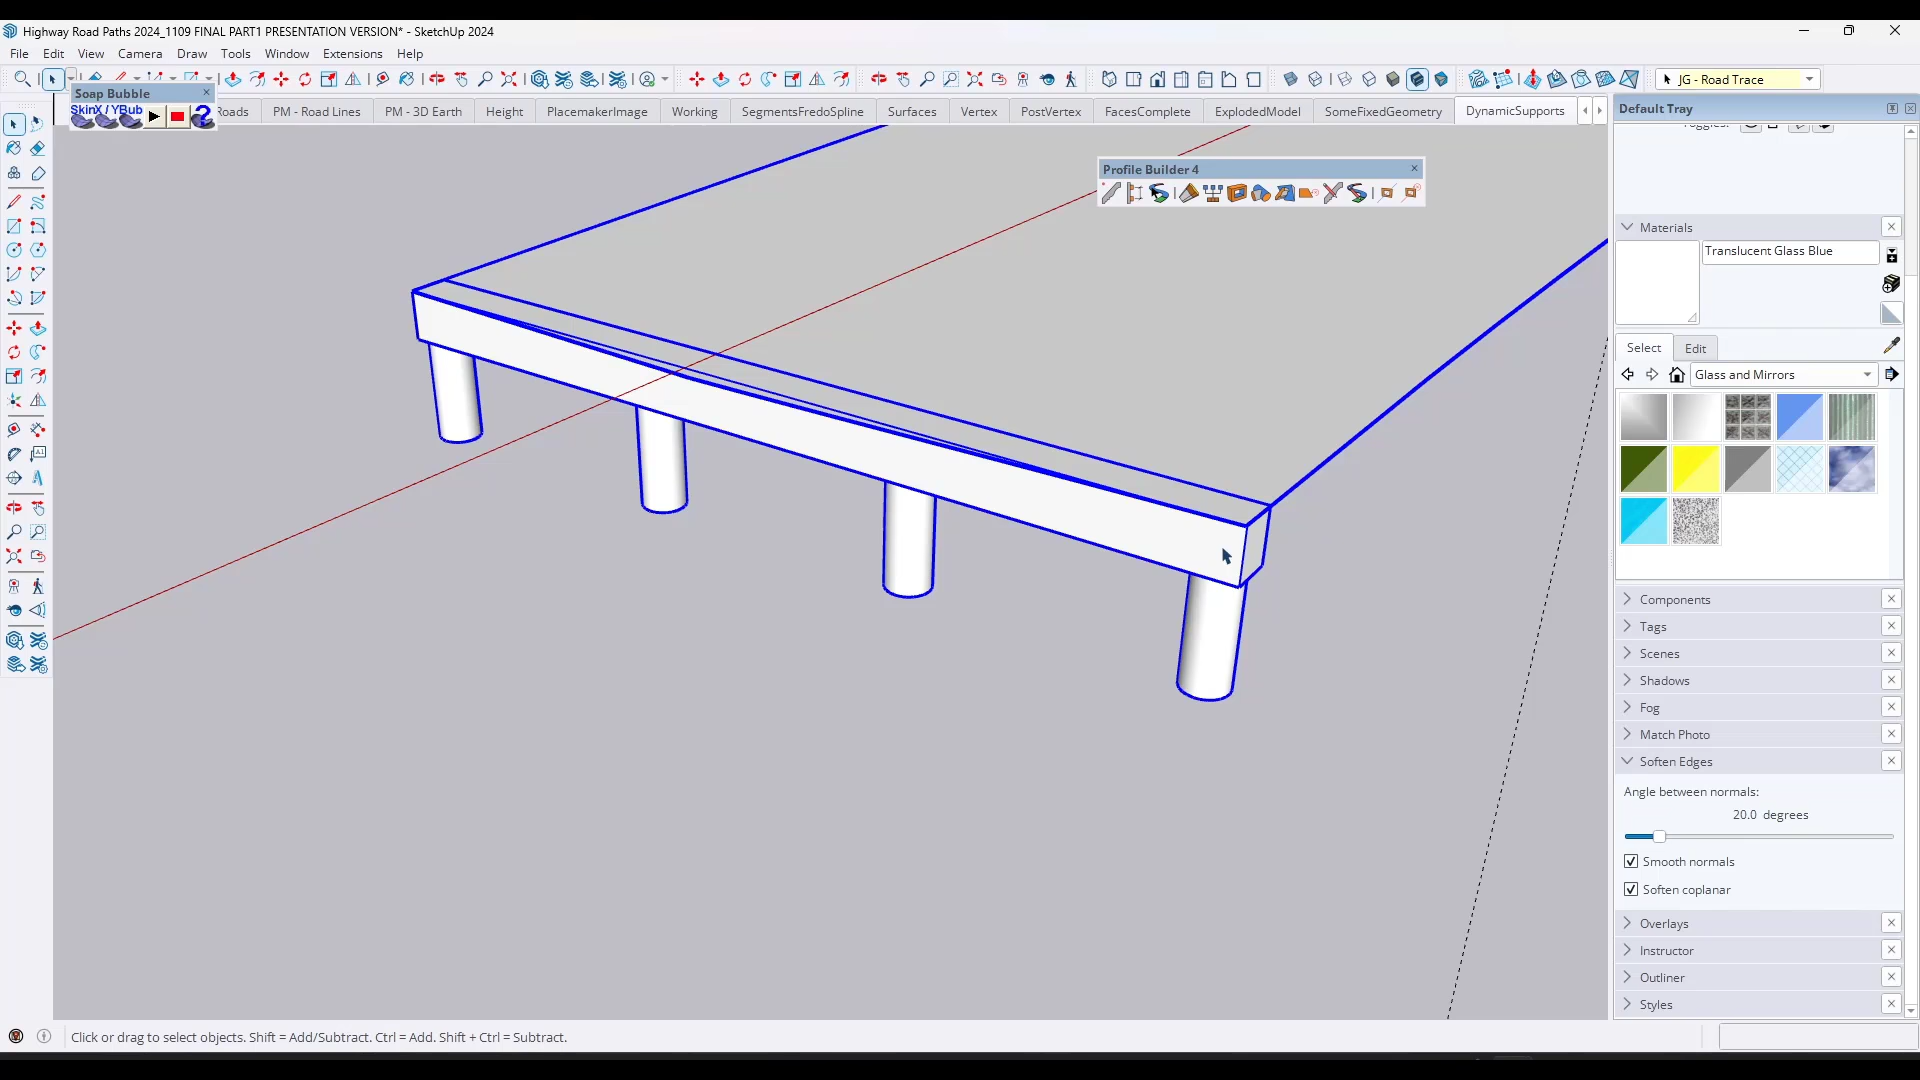 Highway Road Paths 2024_1109 FINAL PART1 PRESENTATION VERSION* - SketchUp 2024
File Edit View Camera Draw Tools Window Extensions Help
JG - Road Trace
Soap Bubble
SkinX / YBub
Roads PM - Road Lines PM - 3D Earth Height PlacemakerImage Working SegmentsFredoSpline Surfaces Vertex PostVertex FacesComplete ExplodedModel SomeFixedGeometry DynamicSupports
Default Tray
Profile Builder 4
Materials
Translucent Glass Blue
Select Edit
Glass and Mirrors
Components
Tags
Scenes
Shadows
Fog
Match Photo
Soften Edges
Angle between normals:
20.0 degrees
Smooth normals
Soften coplanar
Overlays
Instructor
Outliner
Styles
Click or drag to select objects. Shift = Add/Subtract. Ctrl = Add. Shift + Ctrl = Subtract.